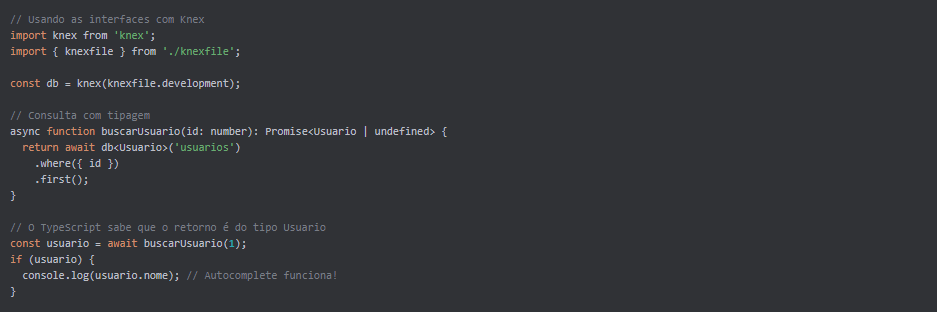 // Usando as interfaces com Knex
import knex from 'knex';
import { knexfile } from './knexfile';
const db = knex(knexfile.development);
// Consulta com tipagem
async function buscarUsuario(id: number): Promise<Usuario | undefined> {
  return await db<Usuario>('usuarios')
    .where({ id })
    .first();
}
// O TypeScript sabe que o retorno é do tipo Usuario
const usuario = await buscarUsuario(1);
if (usuario) {
  console.log(usuario.nome); // Autocomplete funciona!
}